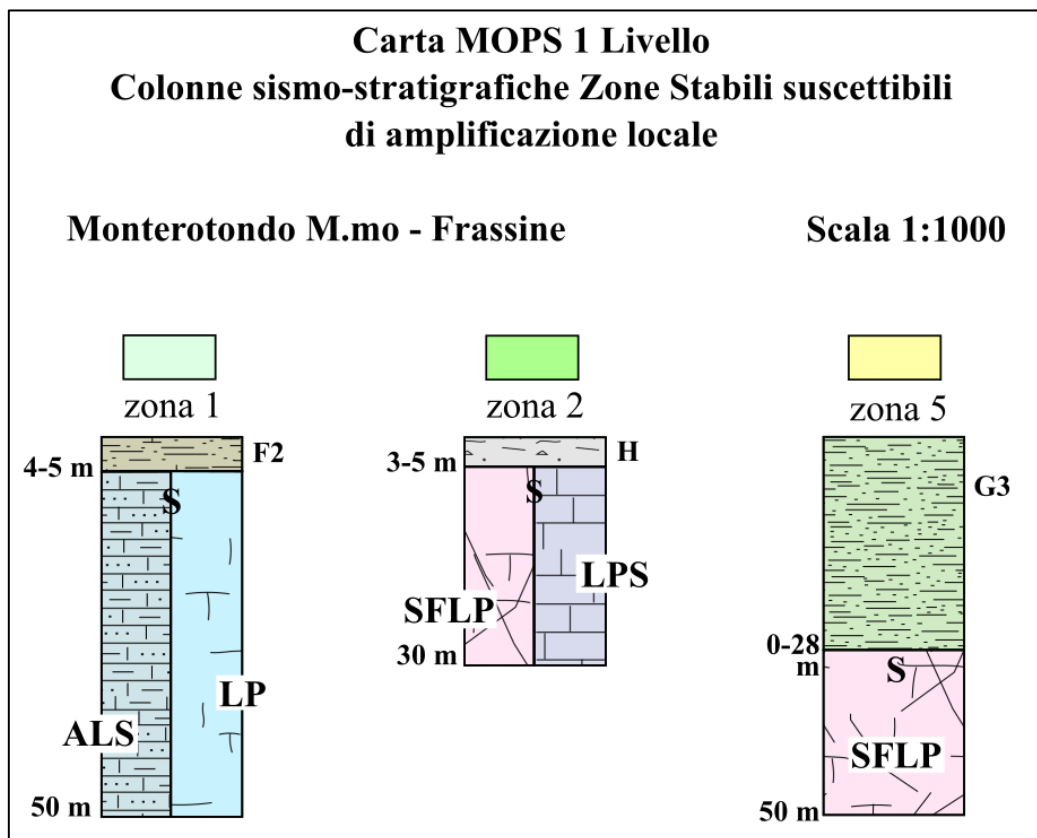 Carta MOPS 1 Livello
Colonne sismo-stratigrafiche Zone Stabili suscettibili
di amplificazione locale
Monterotondo M.mo - Frassine
Scala 1:1000
zona 1
F2
4-5 m
S
LP
ALS
50 m
zona 2
H
3-5 m
S
LPS
SFLP
30 m
zona 5
G3
0-28
m
S
SFLP
50 m